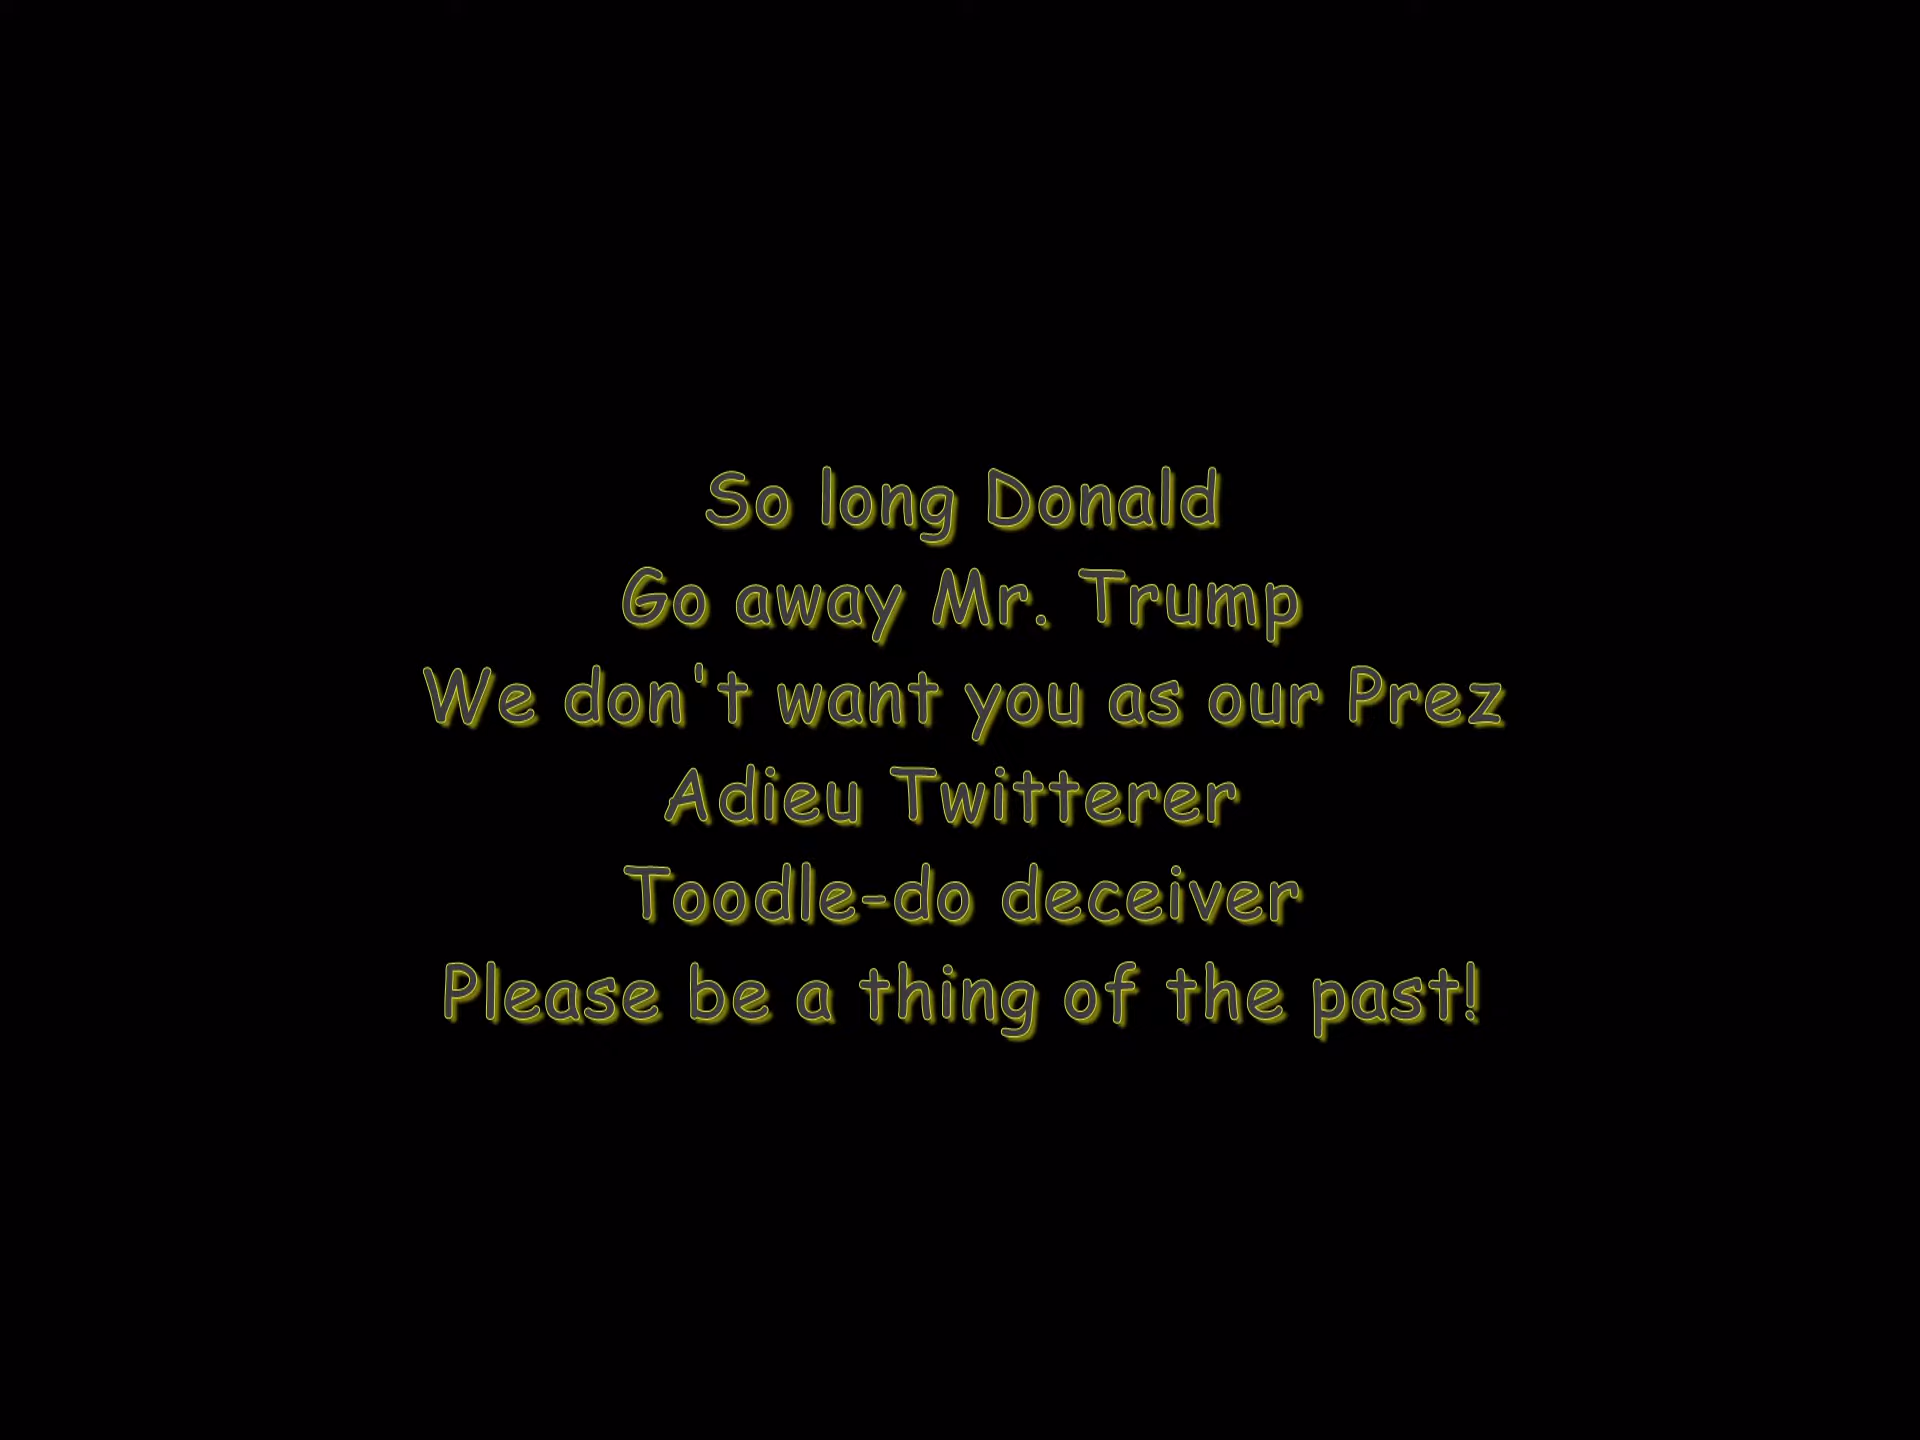 So long Donald
Go away Mr. Trump
We don't want you as our Prez
Adieu Twitterer
Toodle-do deceiver
Please be a thing of the past!